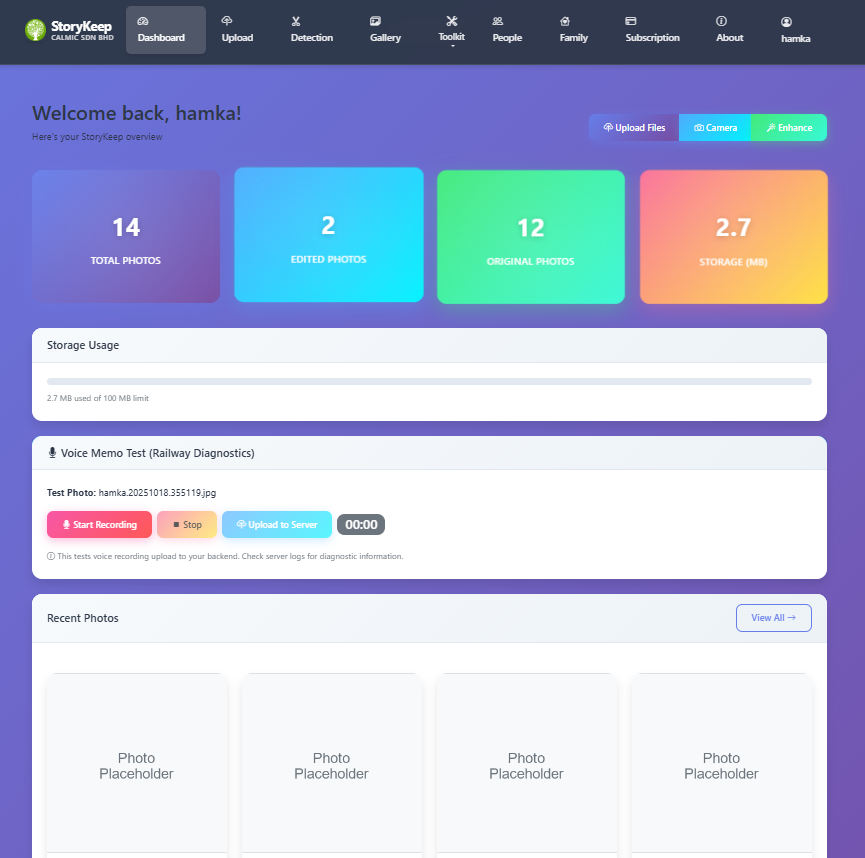 StoryKeep
CALMIC SDN BHD
Dashboard
Upload
Detection
Gallery
Toolkit
People
Family
Subscription
About
hamka
Welcome back, hamka!
Here's your StoryKeep overview
Upload Files
Camera
Enhance
14
TOTAL PHOTOS
2
EDITED PHOTOS
12
ORIGINAL PHOTOS
2.7
STORAGE (MB)
Storage Usage
2.7 MB used of 100 MB limit
Voice Memo Test (Railway Diagnostics)
Test Photo: hamka.20251018.355119.jpg
Start Recording
Stop
Upload to Server
00:00
This tests voice recording upload to your backend. Check server logs for diagnostic information.
Recent Photos
View All →
Photo
Placeholder
Photo
Placeholder
Photo
Placeholder
Photo
Placeholder